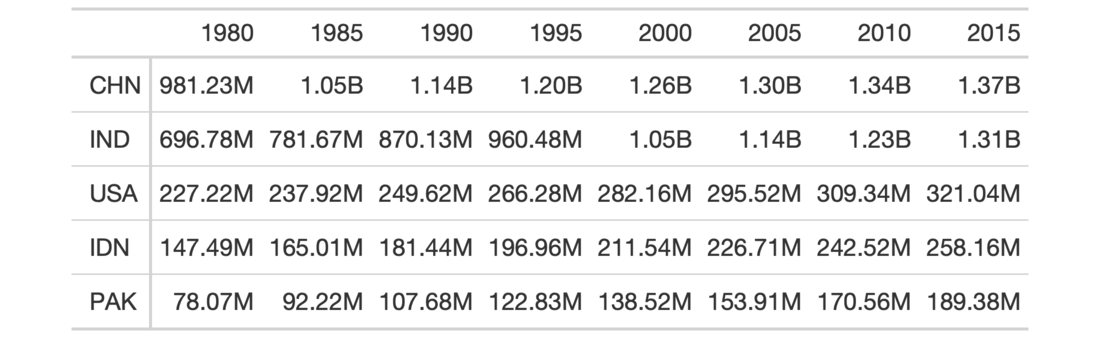 1980 1985 1990 1995 2000 2005 2010 2015
CHN 981.23M 1.05B 1.14B 1.20B 1.26B 1.30B 1.34B 1.37B
IND 696.78M 781.67M 870.13M 960.48M 1.05B 1.14B 1.23B 1.31B
USA 227.22M 237.92M 249.62M 266.28M 282.16M 295.52M 309.34M 321.04M
IDN 147.49M 165.01M 181.44M 196.96M 211.54M 226.71M 242.52M 258.16M
PAK 78.07M 92.22M 107.68M 122.83M 138.52M 153.91M 170.56M 189.38M